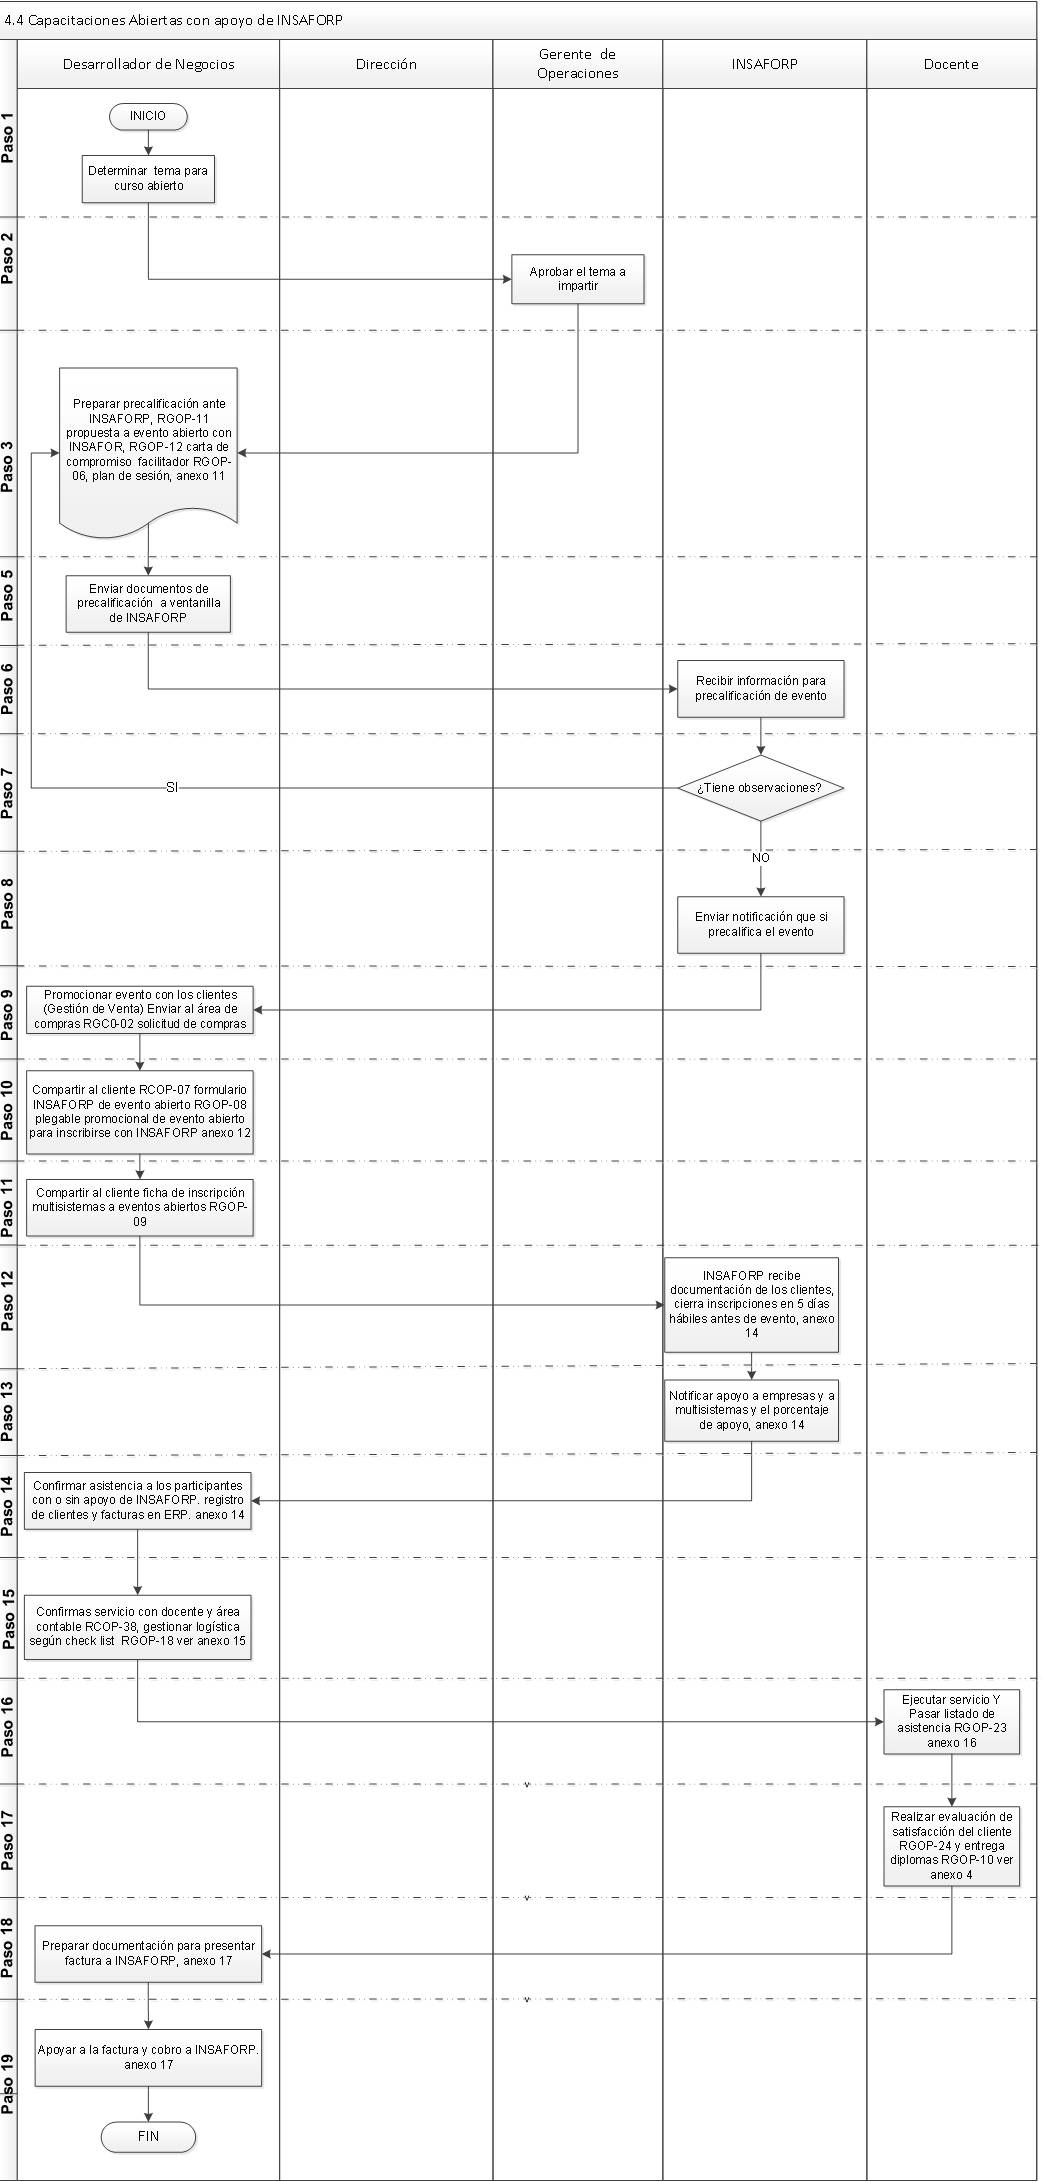 4.4 Capacitaciones Abiertas con apoyo de INSAFORP
Desarrollador de Negocios
Dirección
Gerente de
Operaciones
INSAFORP
Docente
Paso 1
INICIO
Determinar tema para
curso abierto
Paso 2
Aprobar el tema a
impartir
Paso 3
Preparar precalificación ante
INSAFORP, RGOP-11
propuesta a evento abierto con
INSAFOR, RGOP-12 carta de
compromiso facilitador RGOP-
06, plan de sesión, anexo 11
Paso 5
Enviar documentos de
precalificación a ventanilla
de INSAFORP
Paso 6
Recibir información para
precalificación de evento
Paso 7
SI
¿Tiene observaciones?
NO
Paso 8
Enviar notificación que si
precalifica el evento
Paso 9
Promocionar evento con los clientes
(Gestión de Venta) Enviar al área de
compras RGC0-02 solicitud de compras
Paso 10
Compartir al cliente RCOP-07 formulario
INSAFORP de evento abierto RGOP-08
plegable promocional de evento abierto
para inscribirse con INSAFORP anexo 12
Paso 11
Compartir al cliente ficha de inscripción
multisistemas a eventos abiertos RGOP-
09
Paso 12
INSAFORP recibe
documentación de los clientes,
cierra inscripciones en 5 días
hábiles antes de evento, anexo
14
Paso 13
Notificar apoyo a empresas y a
multisistemas y el porcentaje
de apoyo, anexo 14
Paso 14
Confirmar asistencia a los participantes
con o sin apoyo de INSAFORP. registro
de clientes y facturas en ERP. anexo 14
Paso 15
Confirmas servicio con docente y área
contable RCOP-38, gestionar logística
según check list RGOP-18 ver anexo 15
Paso 16
Ejecutar servicio Y
Pasar listado de
asistencia RGOP-23
anexo 16
v
Paso 17
Realizar evaluación de
satisfacción del cliente
RGOP-24 y entrega
diplomas RGOP-10 ver
anexo 4
v
Paso 18
Preparar documentación para presentar
factura a INSAFORP, anexo 17
v
Paso 19
Apoyar a la factura y cobro a INSAFORP.
anexo 17
FIN